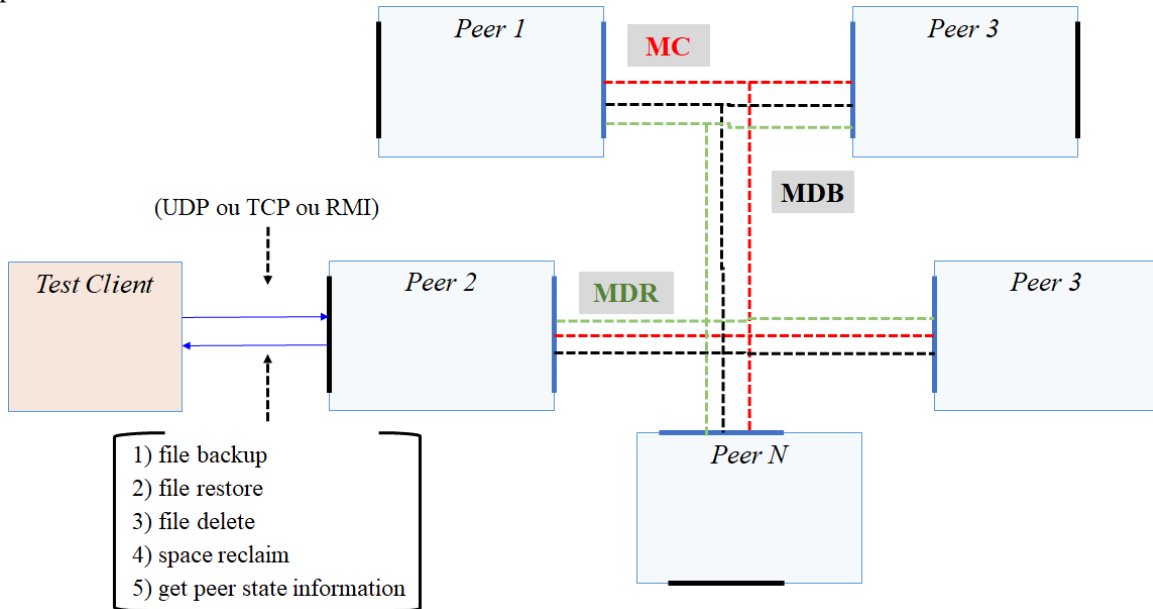 Peer 1
Peer 3
MC
MDB
(UDP ou TCP ou RMI)
Test Client
Peer 2
MDR
Peer 3
Peer N
1) file backup
2) file restore
3) file delete
4) space reclaim
5) get peer state information